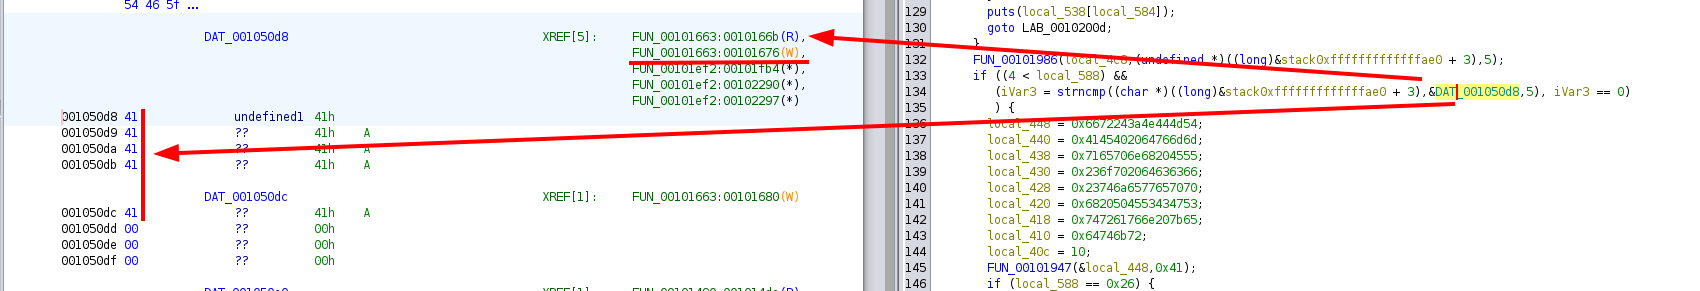 54 46 5f ...
DAT_001050d8 XREF[5]: FUN_00101663:0010166b(R),
FUN_00101663:00101676(W),
FUN_00101ef2:00101fb4(*),
FUN_00101ef2:00102290(*),
FUN_00101ef2:00102297(*)
001050d8 41 undefined1 41h
001050d9 41 ?? 41h A
001050da 41 ?? 41h A
001050db 41 ?? 41h A
DAT_001050dc XREF[1]: FUN_00101663:00101680(W)
001050dc 41 ?? 41h A
001050dd 00 ?? 00h
001050de 00 ?? 00h
001050df 00 ?? 00h
129 puts(local_538[local_584]);
130 goto LAB_0010200d;
131 }
132 FUN_00101986(local_4c8,(undefined *)((long)&stack0xfffffffffffffae0 + 3),5);
133 if ((4 < local_588) &&
134 (iVar3 = strncmp((char *)((long)&stack0xfffffffffffffae0 + 3),&DAT_001050d8,5), iVar3 == 0)
135 ) {
136 local_448 = 0x6672243a4e444d54;
137 local_440 = 0x4145402064766d6d;
138 local_438 = 0x7165706e68204555;
139 local_430 = 0x236f702064636366;
140 local_428 = 0x23746a6577657070;
141 local_420 = 0x6820504553434753;
142 local_418 = 0x747261766e207b65;
143 local_410 = 0x64746b72;
144 local_40c = 10;
145 FUN_00101947(&local_448,0x41);
146 if (local_588 == 0x26) {